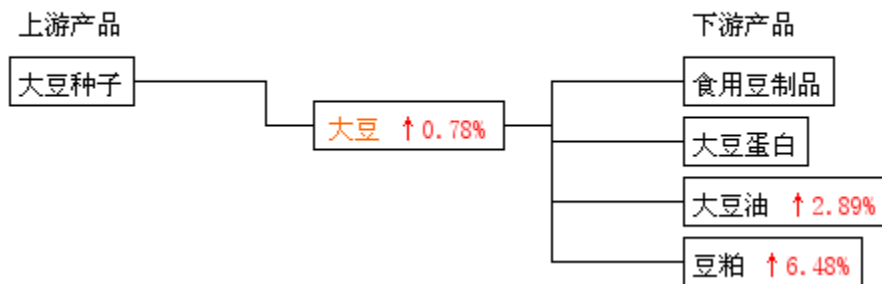 上游产品
下游产品
大豆种子
大豆 ↑0.78%
食用豆制品
大豆蛋白
大豆油 ↑2.89%
豆粕 ↑6.48%